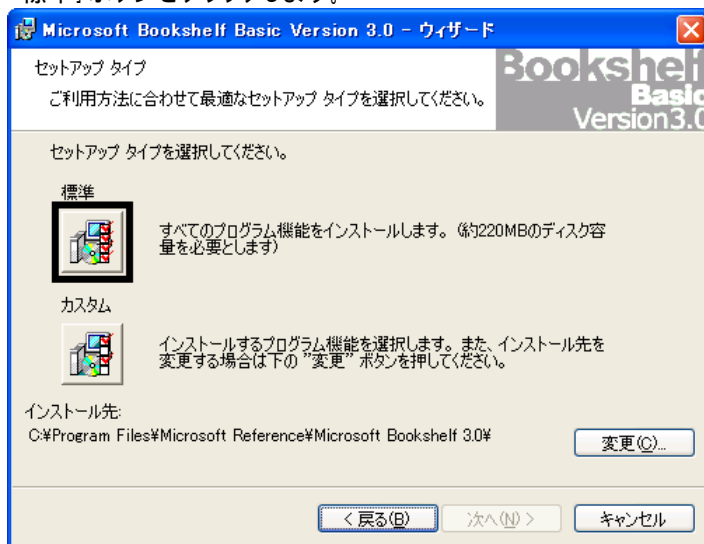 標準]ボタンをクリックします。
Microsoft Bookshelf Basic Version 3.0 - ウィザード
セットアップ タイプ
ご利用方法に合わせて最適なセットアップ タイプを選択してください。
Bookshelf
Basic
Version3.0
セットアップ タイプを選択してください。
標準
すべてのプログラム機能をインストールします。(約220MBのディスク容
量を必要とします)
カスタム
インストールするプログラム機能を選択します。また、インストール先を
変更する場合は下の "変更" ボタンを押してください。
インストール先:
C:¥Program Files¥Microsoft Reference¥Microsoft Bookshelf 3.0¥
変更(C)...
< 戻る(B)
次へ(N) >
キャンセル